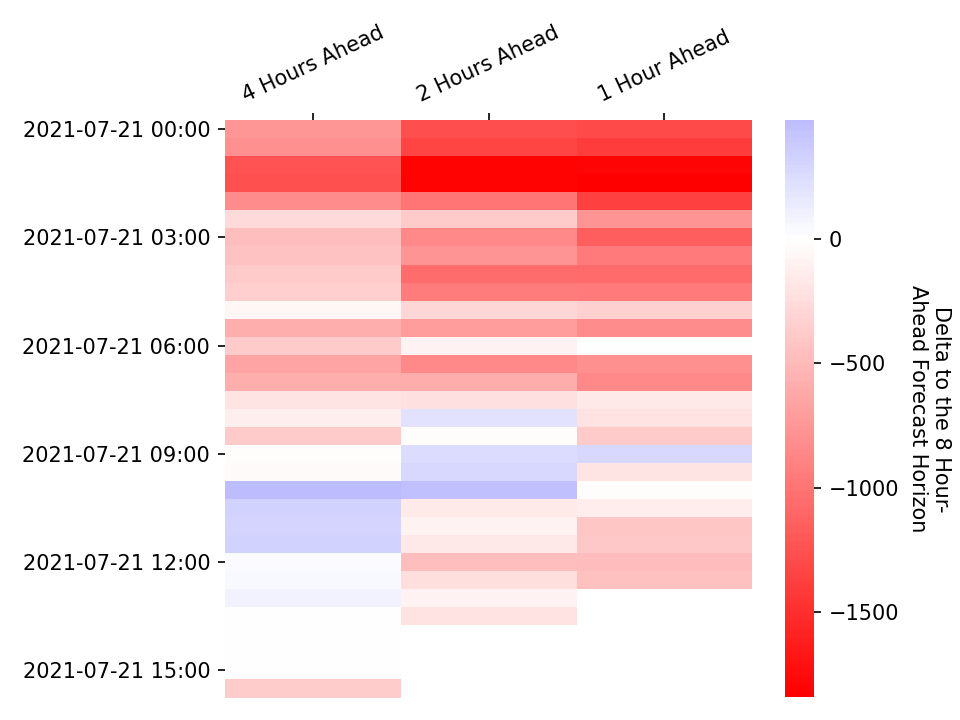 4 Hours Ahead
2 Hours Ahead
1 Hour Ahead
2021-07-21 00:00
2021-07-21 03:00
2021-07-21 06:00
2021-07-21 09:00
2021-07-21 12:00
2021-07-21 15:00
0
−500
−1000
−1500
Delta to the 8 Hour-
Ahead Forecast Horizon